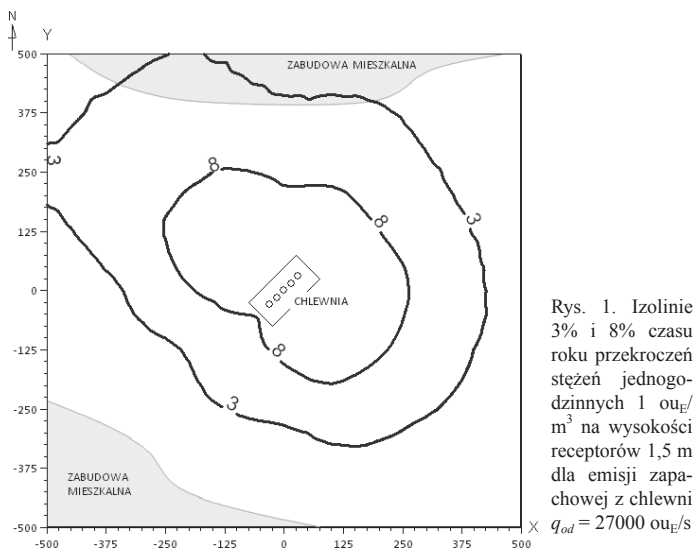 N
Y
500
375
250
125
0
-125
-250
-375
-500
-500
-375
-250
-125
0
125
250
375
500
X
ZABUDOWA MIESZKALNA
3
8
8
3
CHLEWNIA
8
3
ZABUDOWA
MIESZKALNA
Rys. 1. Izolinie
3% i 8% czasu
roku przekroczeń
stężeń jednogo-
dzinnych 1 ouE/
m³ na wysokości
receptorów 1,5 m
dla emisji zapa-
chowej z chlewni
qod = 27000 ouE/s